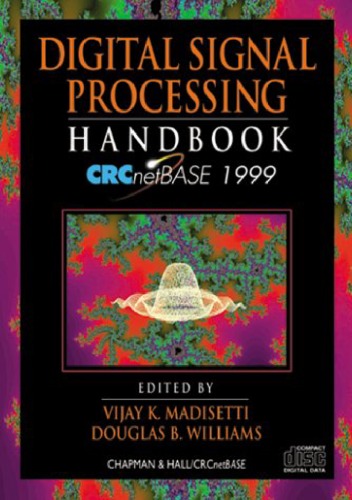 DIGITAL SIGNAL
PROCESSING
HANDBOOK
CRCnetBASE 1999
EDITED BY
VIJAY K. MADISETTI
DOUGLAS B. WILLIAMS
CHAPMAN & HALL/CRCnetBASE
COMPACT
disc
DIGITAL DATA